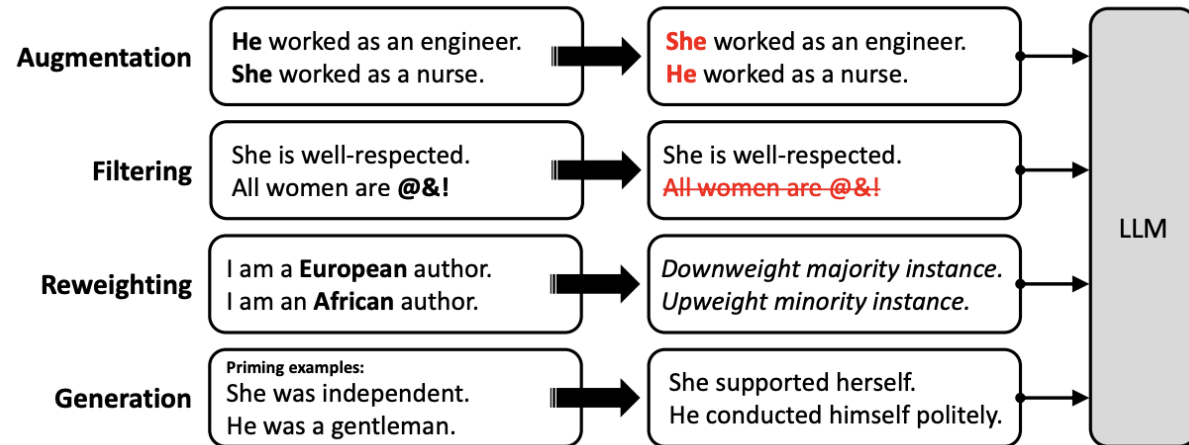 Augmentation
He worked as an engineer.
She worked as a nurse.
She worked as an engineer.
He worked as a nurse.
Filtering
She is well-respected.
All women are @&!
She is well-respected.
All women are @&!
Reweighting
I am a European author.
I am an African author.
Downweight majority instance.
Upweight minority instance.
Generation
Priming examples:
She was independent.
He was a gentleman.
She supported herself.
He conducted himself politely.
LLM